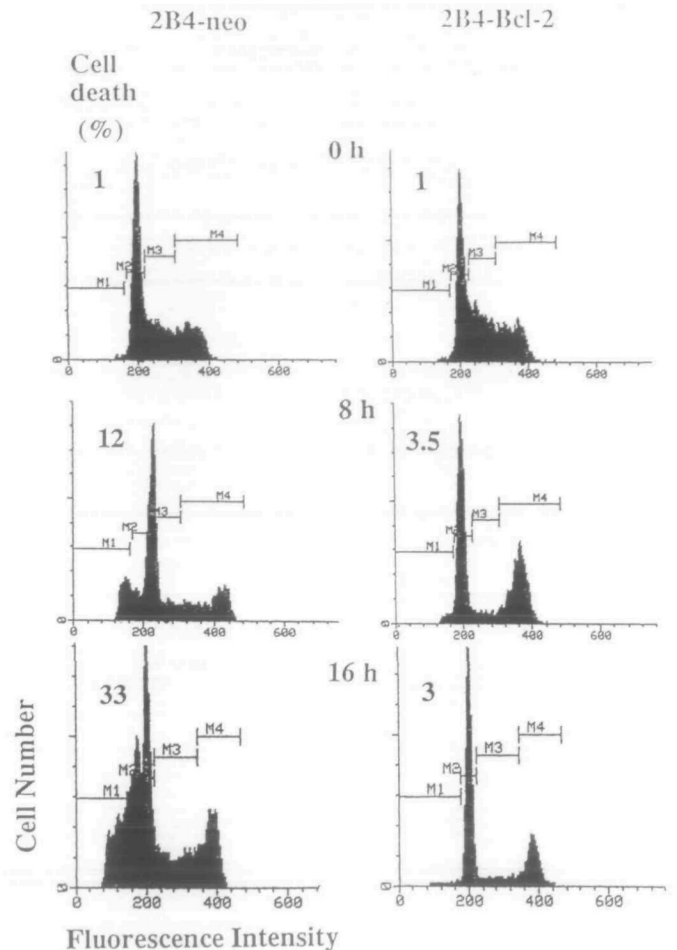 2B4-neo 2B4-Bcl-2
Cell
death
(%)
0 h
1
M1
M2
M3
M4
0 200 400 600
1
M1
M2
M3
M4
0 200 400 600
8 h
12
M1
M2
M3
M4
0 200 400 600
3.5
M1
M2
M3
M4
0 200 400 600
16 h
33
M1
M2
M3
M4
0 200 400 600
3
M1
M2
M3
M4
0 200 400 600
Cell Number
Fluorescence Intensity